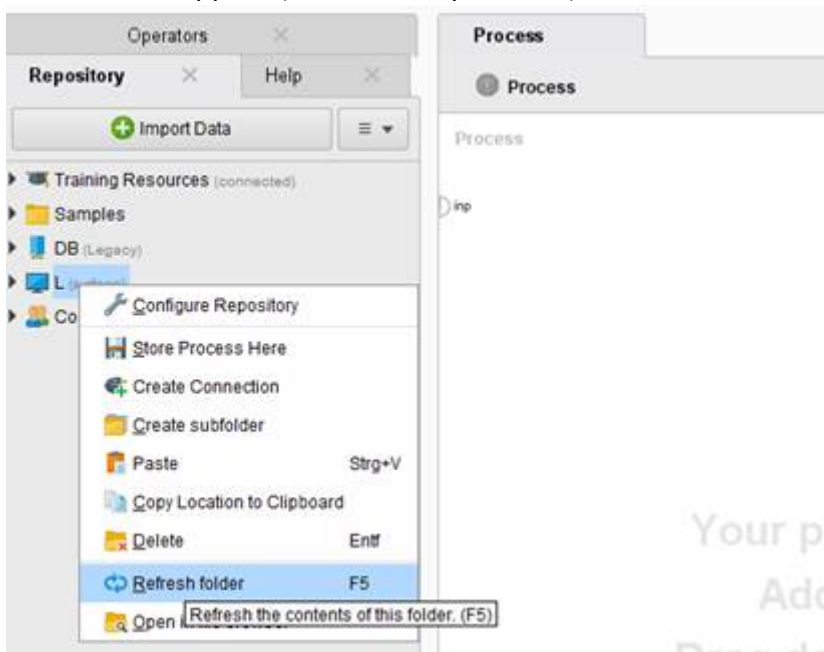 Operators
Process
Repository
Help
Process
Import Data
Process
Training Resources (connected)
inp
Samples
DB (Legacy)
L
Configure Repository
Co
Store Process Here
Create Connection
Create subfolder
Paste Strg+V
Copy Location to Clipboard
Your p
Delete Entf
Refresh folder F5
Add
Refresh the contents of this folder. (F5)
Open